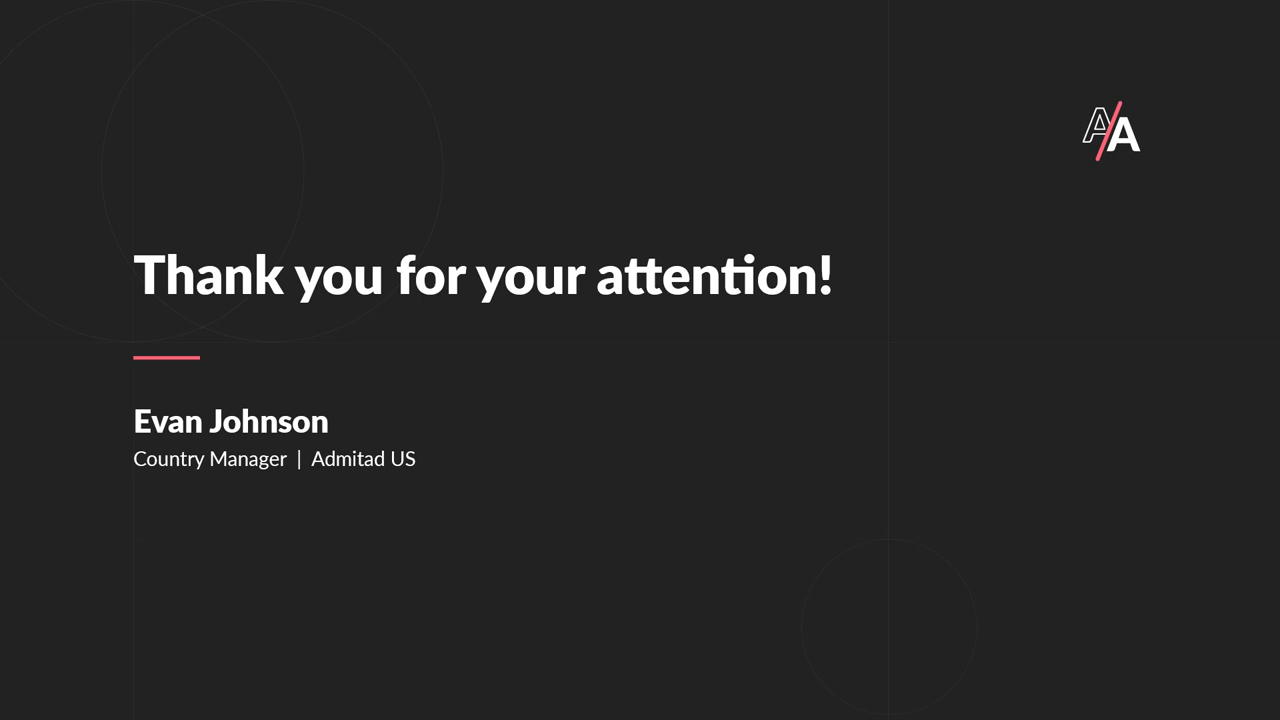 A/A
Thank you for your attention!
Evan Johnson
Country Manager | Admitad US